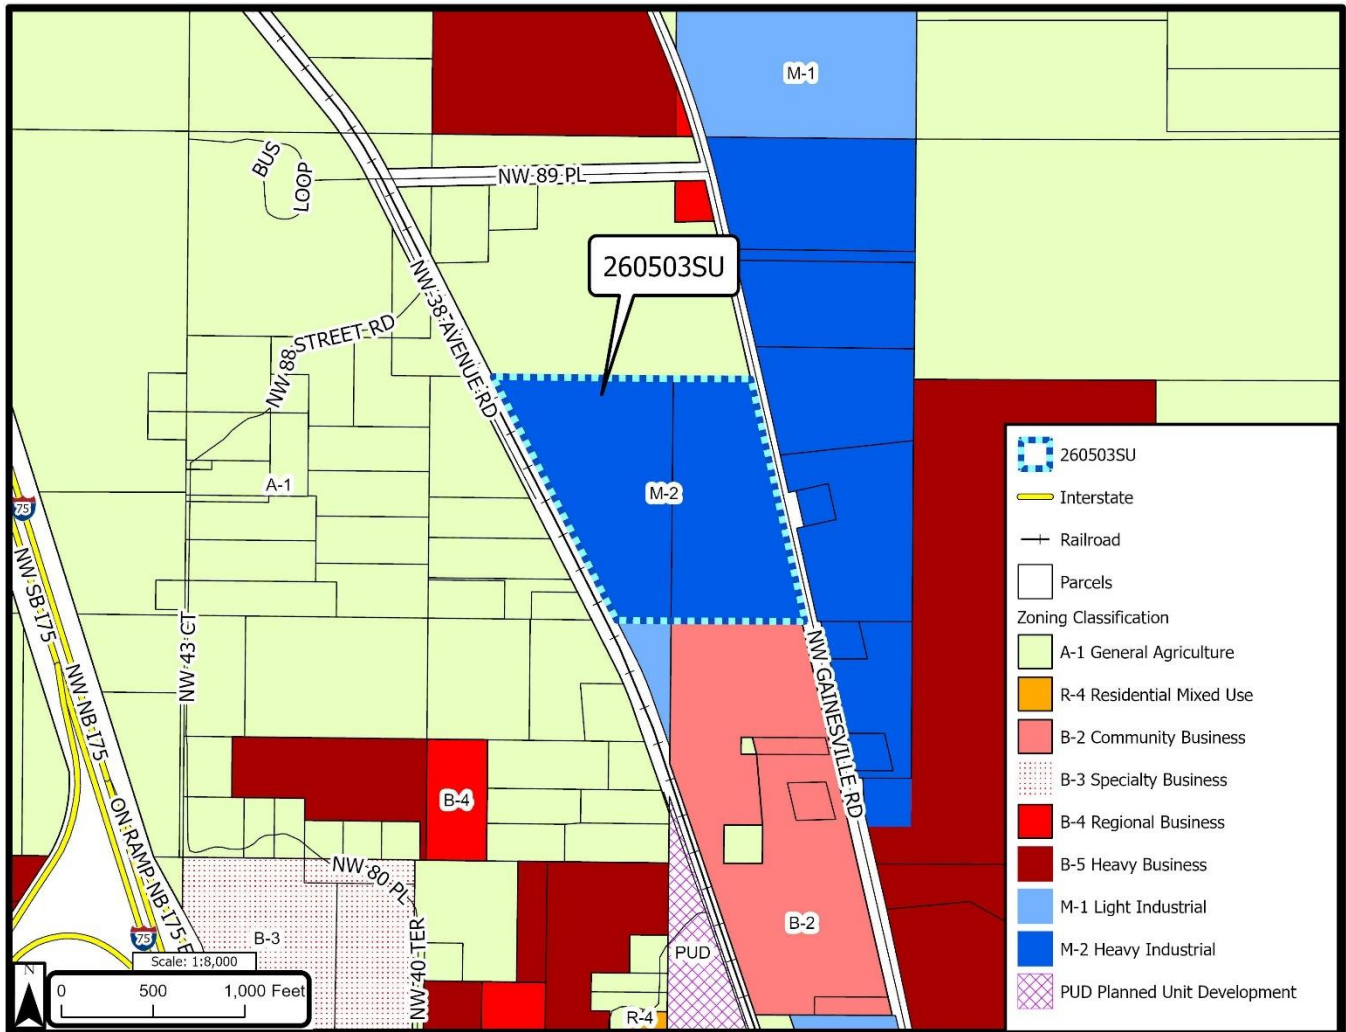 M-1
BUS
LOOP
NW 89 PL
260503SU
NW 38 AVENUE RD
NW 88 STREET RD
A-1
M-2
75
NW SB I75
NW NB I75
NW 43 CT
NW GAINESVILLE RD
ON RAMP NB I75 E
B-4
NW 80 PL
B-3
NW 40 TER
B-2
PUD
R-4
75
Scale: 1:8,000
N
0 500 1,000 Feet
260503SU
Interstate
Railroad
Parcels
Zoning Classification
A-1 General Agriculture
R-4 Residential Mixed Use
B-2 Community Business
B-3 Specialty Business
B-4 Regional Business
B-5 Heavy Business
M-1 Light Industrial
M-2 Heavy Industrial
PUD Planned Unit Development